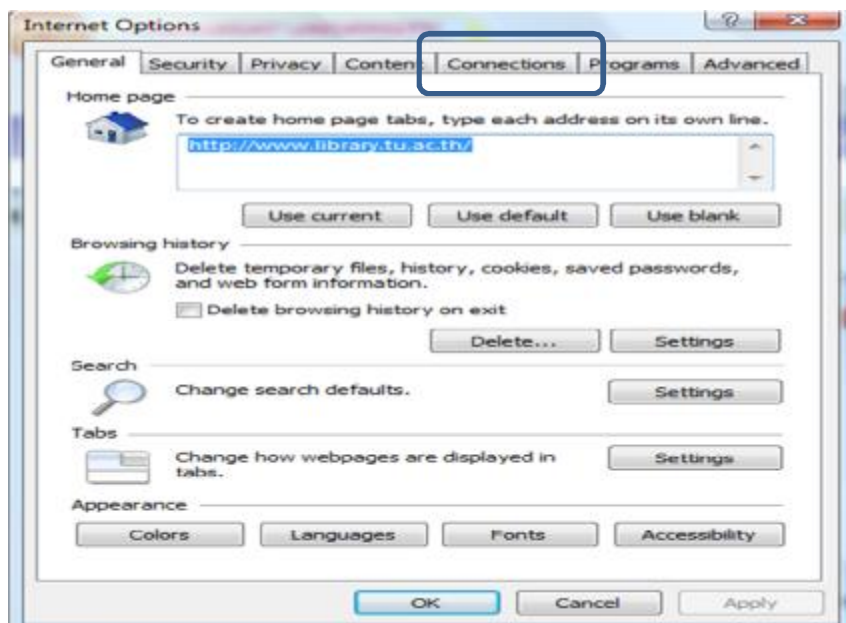 Internet Options
General Security Privacy Content Connections Programs Advanced
Home page
To create home page tabs, type each address on its own line.
http://www.library.tu.ac.th/
Use current Use default Use blank
Browsing history
Delete temporary files, history, cookies, saved passwords,
and web form information.
Delete browsing history on exit
Delete... Settings
Search
Change search defaults.
Settings
Tabs
Change how webpages are displayed in
tabs.
Settings
Appearance
Colors Languages Fonts Accessibility
OK Cancel Apply